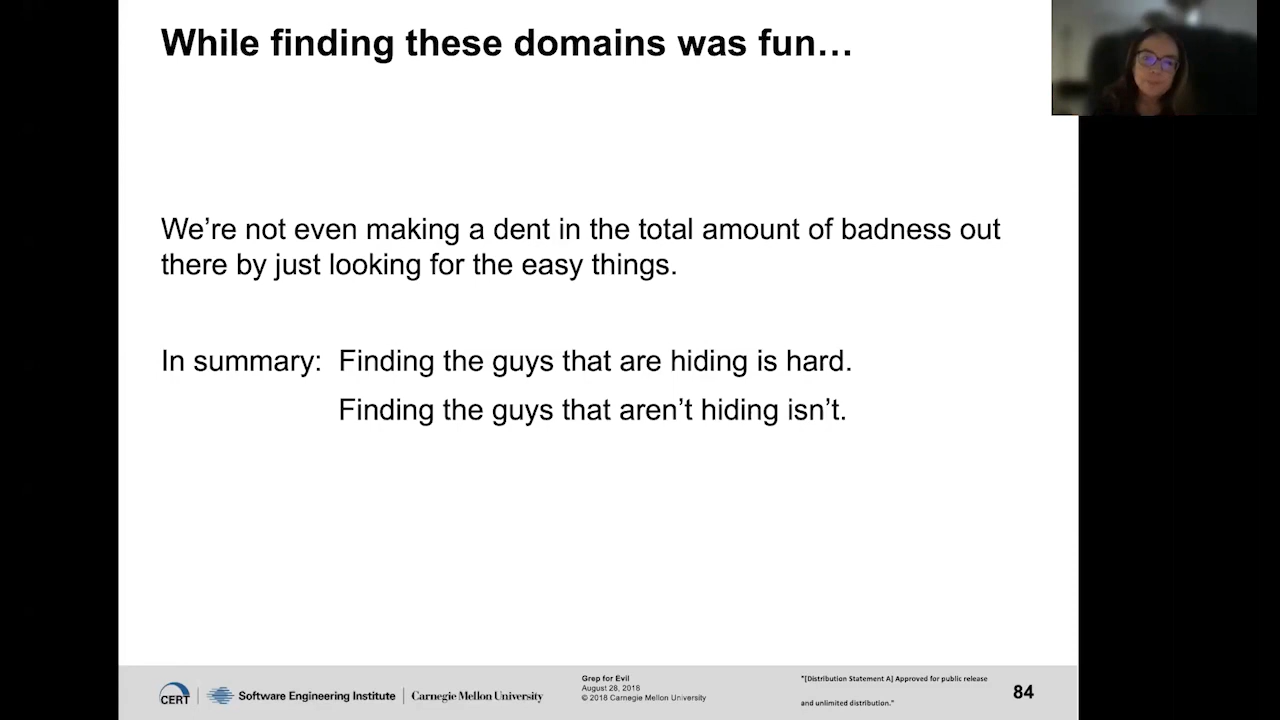 While finding these domains was fun…
We’re not even making a dent in the total amount of badness out
there by just looking for the easy things.
In summary: Finding the guys that are hiding is hard.
Finding the guys that aren’t hiding isn’t.
CERT
Software Engineering Institute
Carnegie Mellon University
Grep for Evil
August 28, 2018
© 2018 Carnegie Mellon University
"[Distribution Statement A] Approved for public release
and unlimited distribution."
84